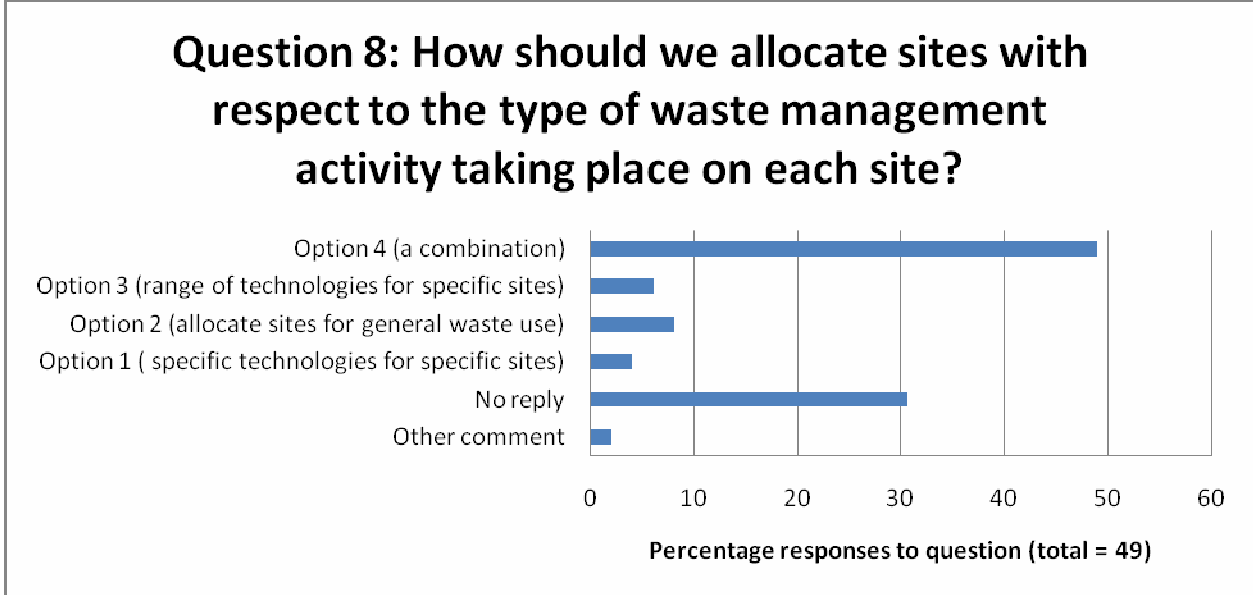 Question 8: How should we allocate sites with
respect to the type of waste management
activity taking place on each site?
Option 4 (a combination)
Option 3 (range of technologies for specific sites)
Option 2 (allocate sites for general waste use)
Option 1 ( specific technologies for specific sites)
No reply
Other comment
0 10 20 30 40 50 60
Percentage responses to question (total = 49)